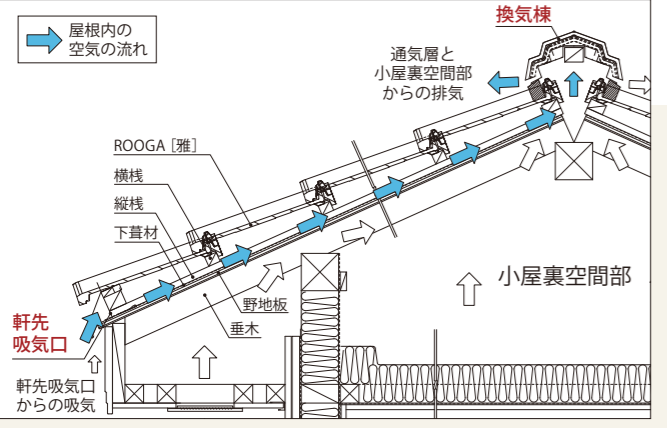 屋根内の
空気の流れ
換気棟
通気層と
小屋裏空間部
からの排気
ROOGA［雅］
横桟
縦桟
下葺材
野地板
垂木
小屋裏空間部
軒先
吸気口
軒先吸気口
からの吸気